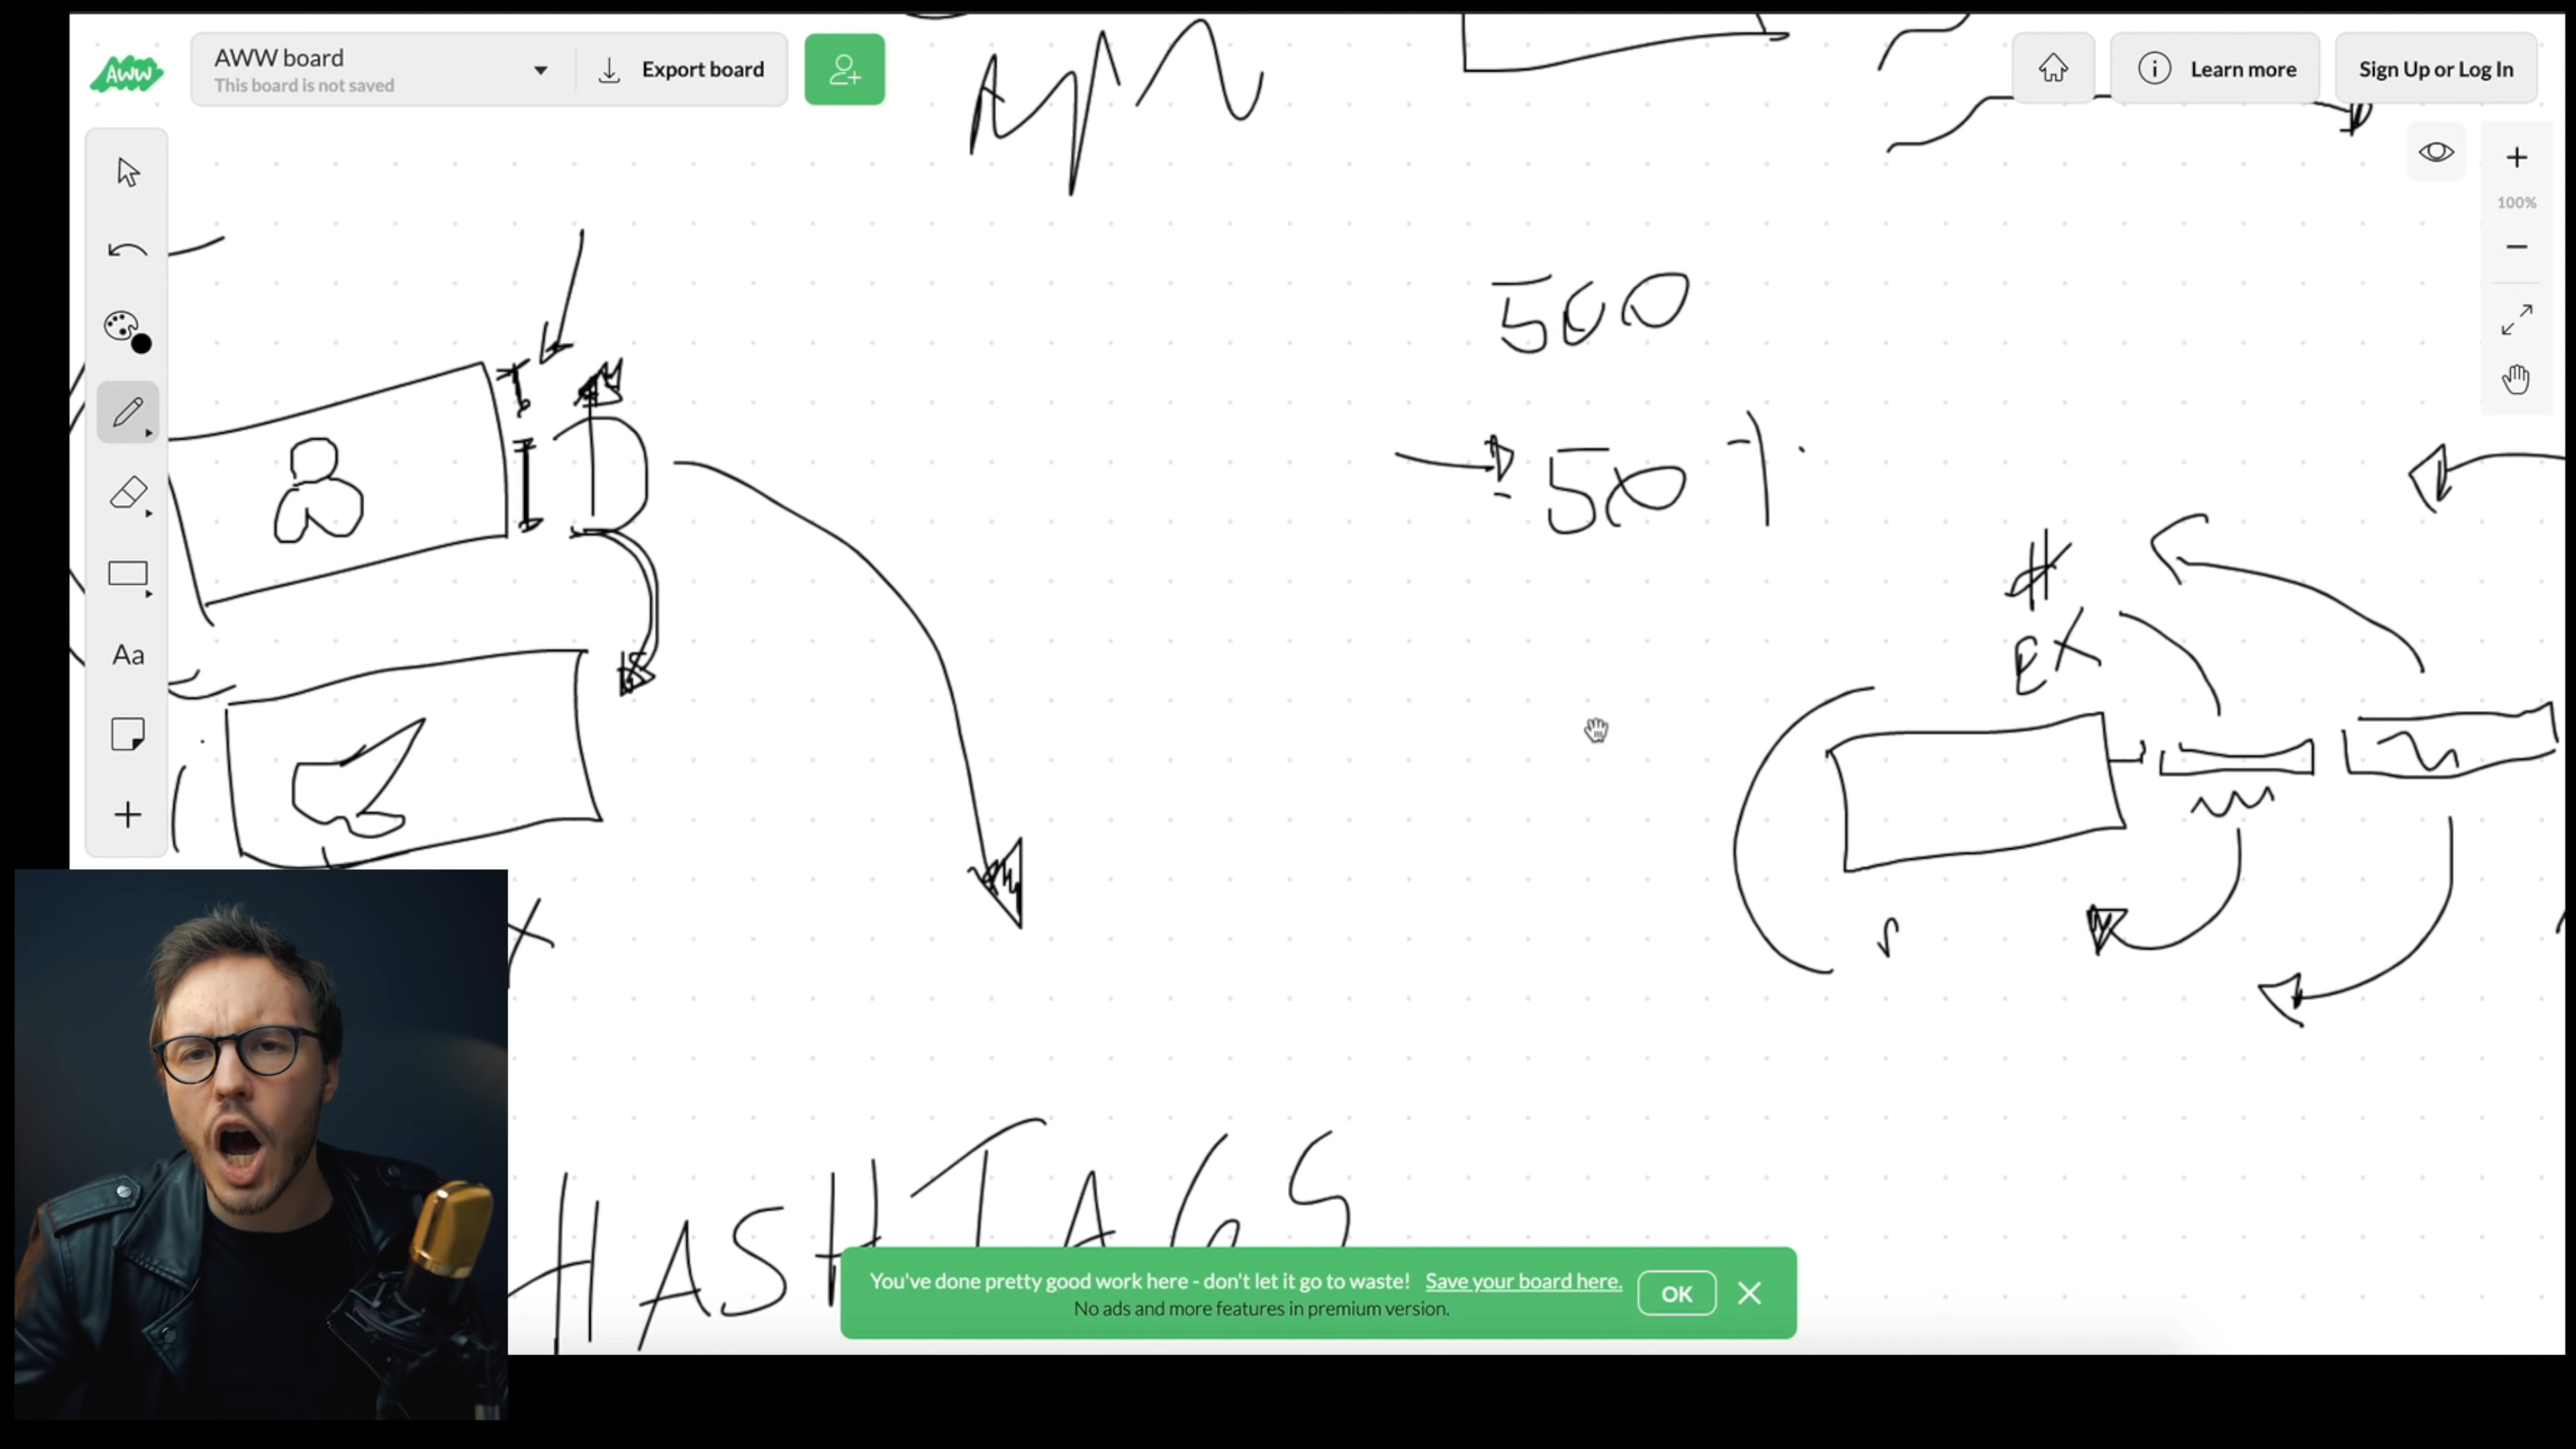 AWW
AWW board
This board is not saved
Export board
Learn more
Sign Up or Log In
100%
500
50 %
#
EX
Aa
X
HASHTAGS
You've done pretty good work here - don't let it go to waste! Save your board here.
No ads and more features in premium version.
OK